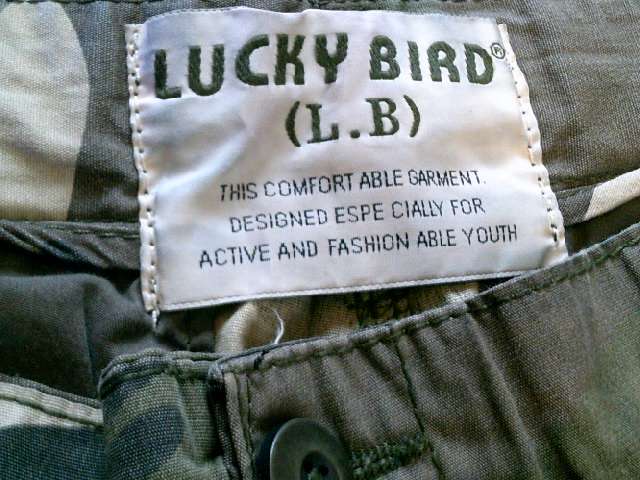 LUCKY BIRD®
(L.B)
THIS COMFORT ABLE GARMENT.
DESIGNED ESPE CIALLY FOR
ACTIVE AND FASHION ABLE YOUTH